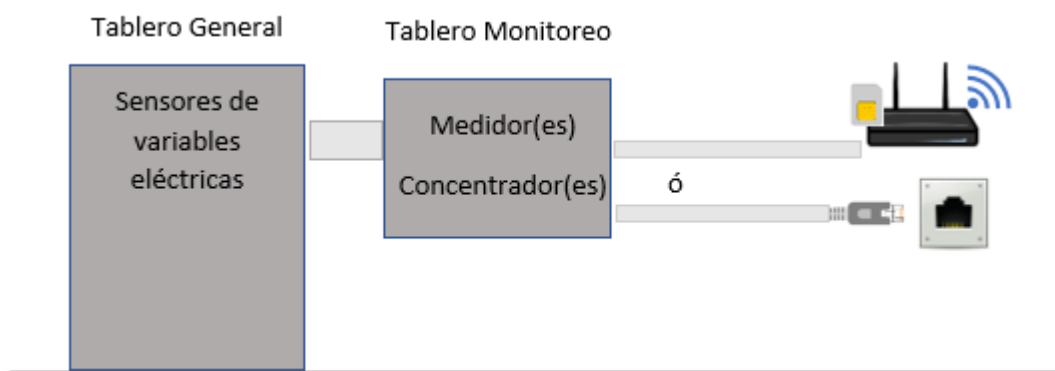 Tablero General
Tablero Monitoreo
Sensores de
variables
eléctricas
Medidor(es)
Concentrador(es)
ó